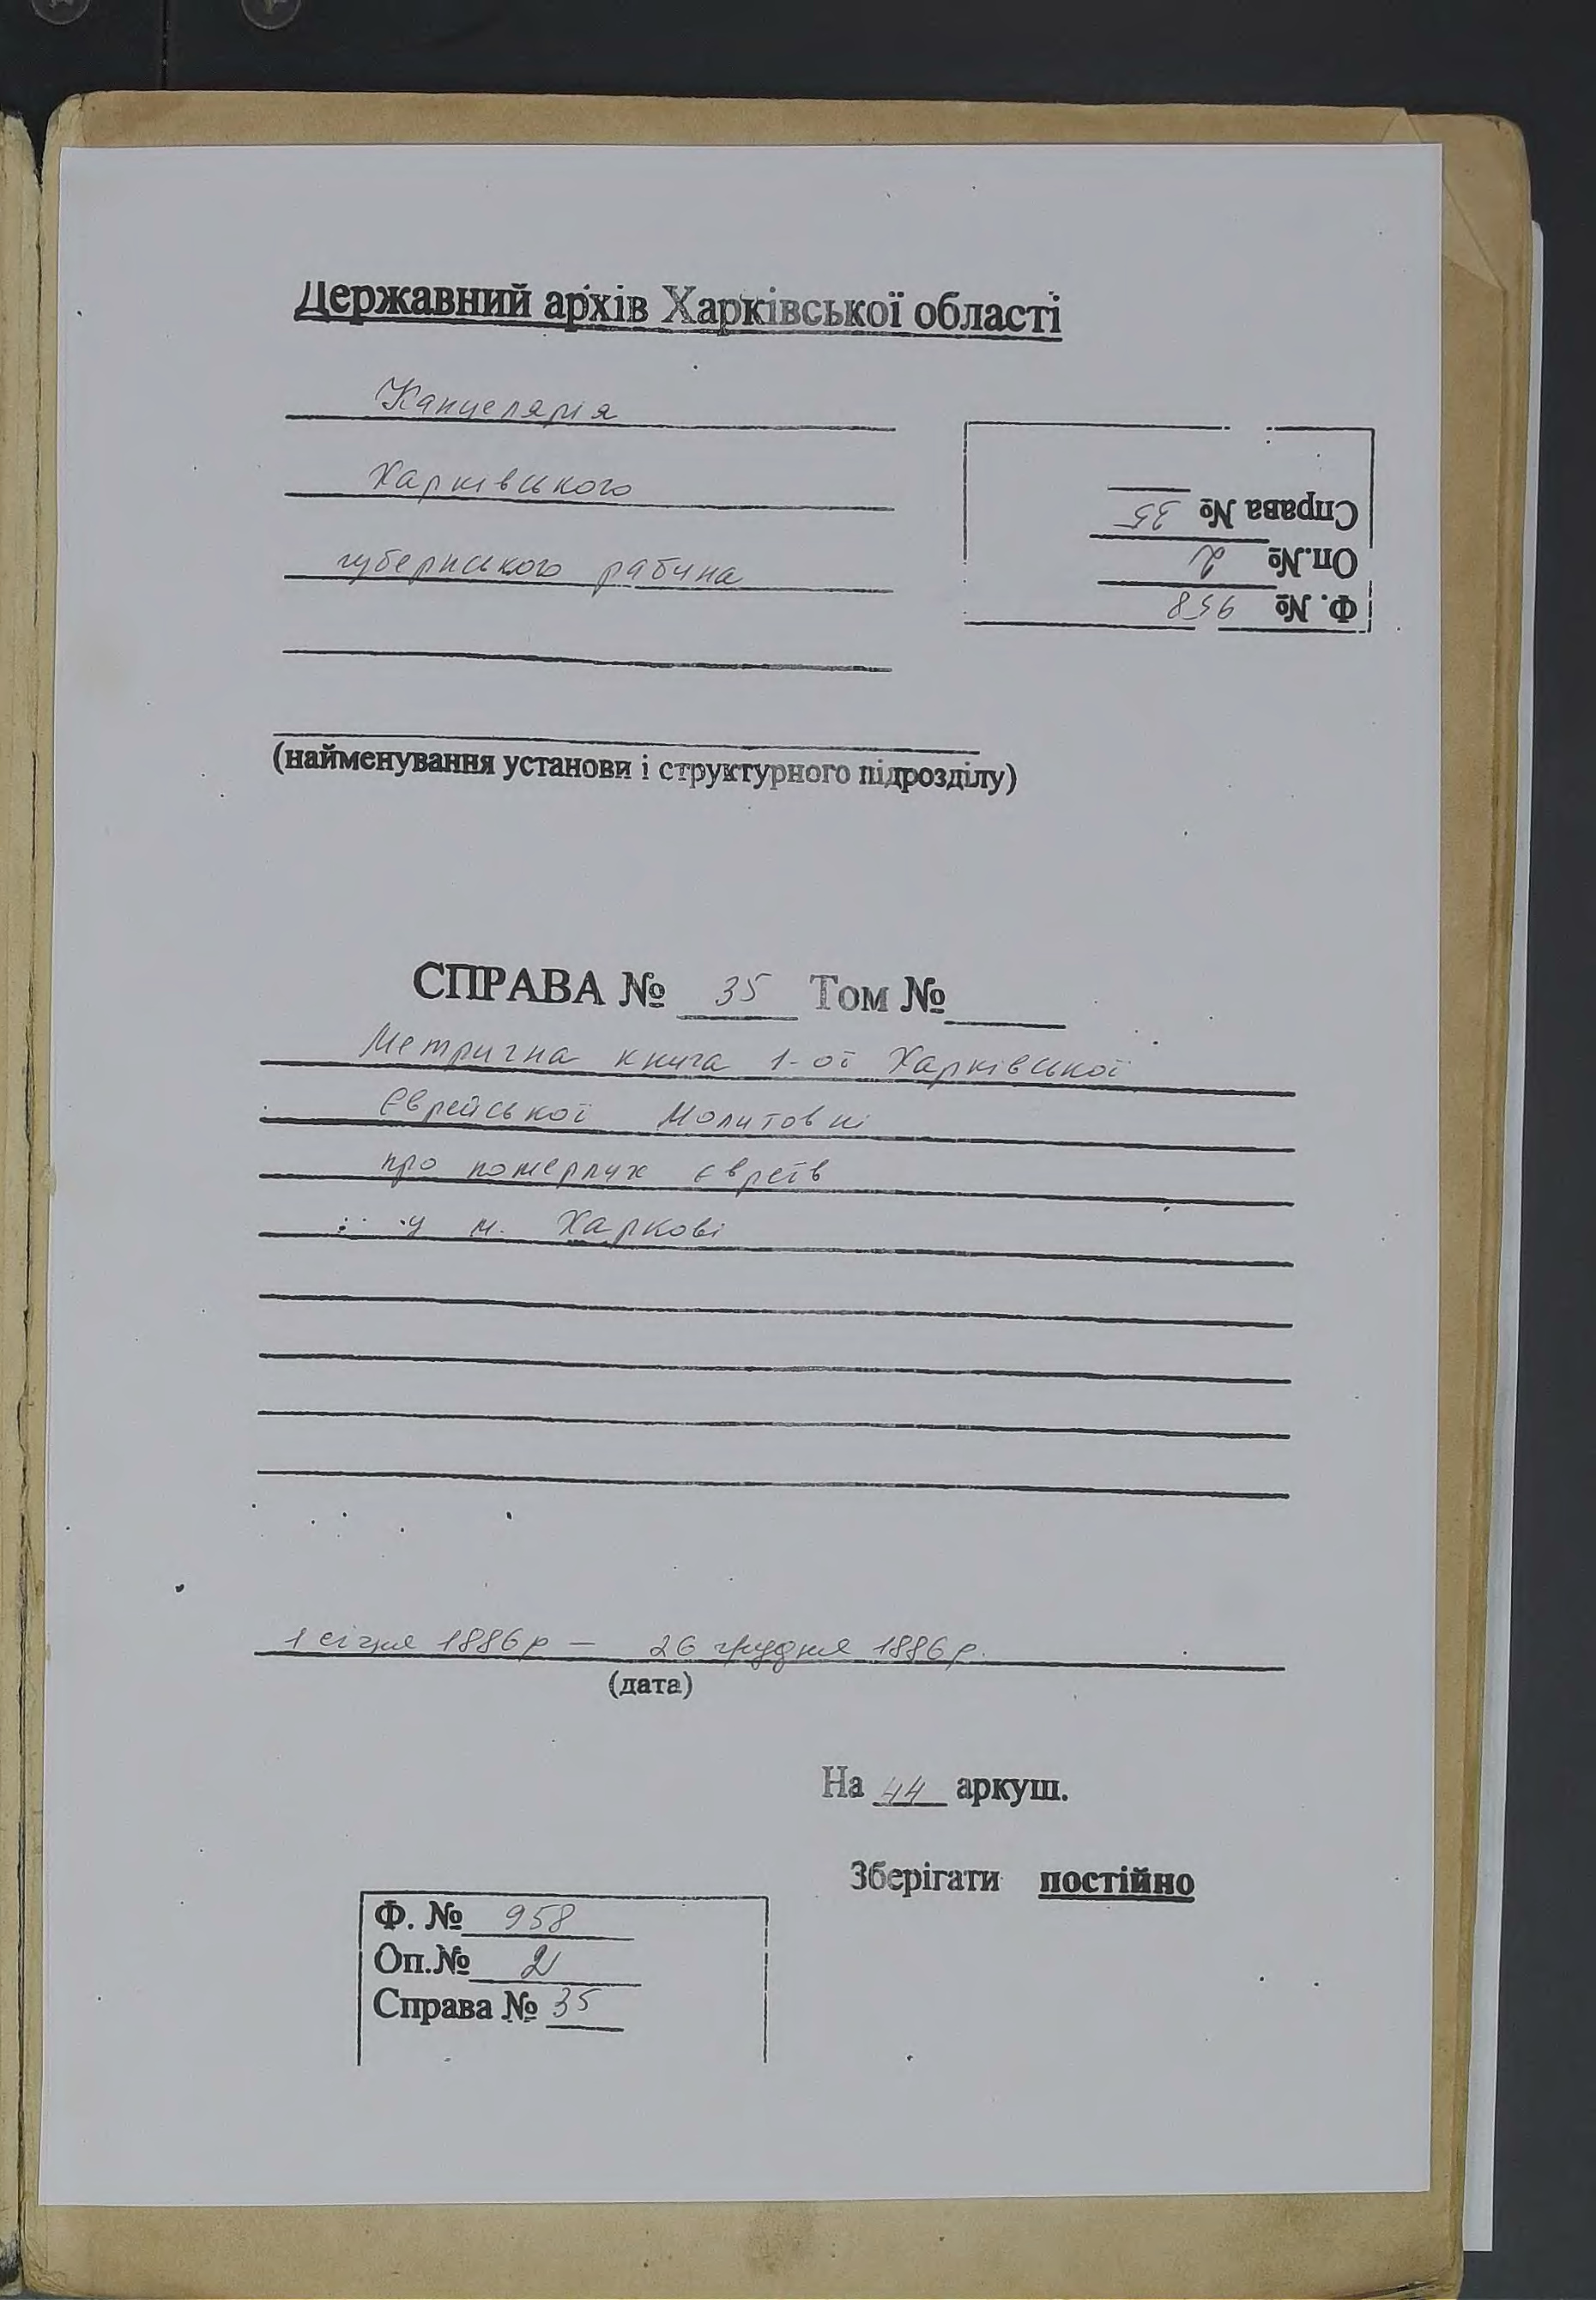 Державний архів Харківської області
Канцелярія
Харківського
губернського рабина
Справа № 35
Оп.№ 2
Ф. № 958
(найменування установи і структурного підрозділу)
СПРАВА № 35 Том №
Метрична книга 1-ої Харківської
Єврейської Молитовні
про померлих євреїв
у м. Харкові
1 січня 1886р – 26 грудня 1886р.
(дата)
На 44 аркуш.
Зберігати постійно
Ф. № 958
Оп.№ 2
Справа № 35